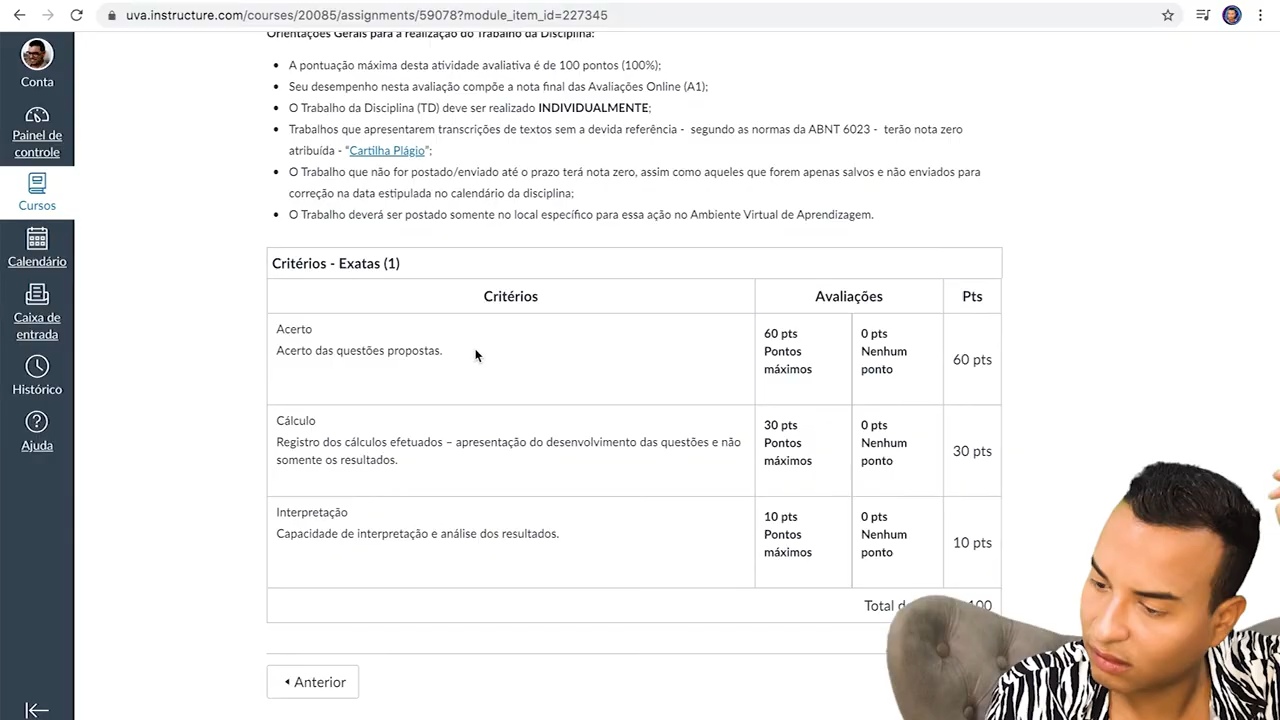 uva.instructure.com/courses/20085/assignments/59078?module_item_id=227345
Conta
Painel de
controle
Cursos
Calendário
Caixa de
entrada
Histórico
Ajuda
Orientações Gerais para a realização do Trabalho da Disciplina:
• A pontuação máxima desta atividade avaliativa é de 100 pontos (100%);
• Seu desempenho nesta avaliação compõe a nota final das Avaliações Online (A1);
• O Trabalho da Disciplina (TD) deve ser realizado INDIVIDUALMENTE;
• Trabalhos que apresentarem transcrições de textos sem a devida referência - segundo as normas da ABNT 6023 - terão nota zero
atribuída - “Cartilha Plágio”;
• O Trabalho que não for postado/enviado até o prazo terá nota zero, assim como aqueles que forem apenas salvos e não enviados para
correção na data estipulada no calendário da disciplina;
• O Trabalho deverá ser postado somente no local específico para essa ação no Ambiente Virtual de Aprendizagem.
Critérios - Exatas (1)
Critérios Avaliações Pts
Acerto
Acerto das questões propostas.
60 pts
Pontos
máximos
0 pts
Nenhum
ponto
60 pts
Cálculo
Registro dos cálculos efetuados – apresentação do desenvolvimento das questões e não
somente os resultados.
30 pts
Pontos
máximos
0 pts
Nenhum
ponto
30 pts
Interpretação
Capacidade de interpretação e análise dos resultados.
10 pts
Pontos
máximos
0 pts
Nenhum
ponto
10 pts
Total 100
Anterior